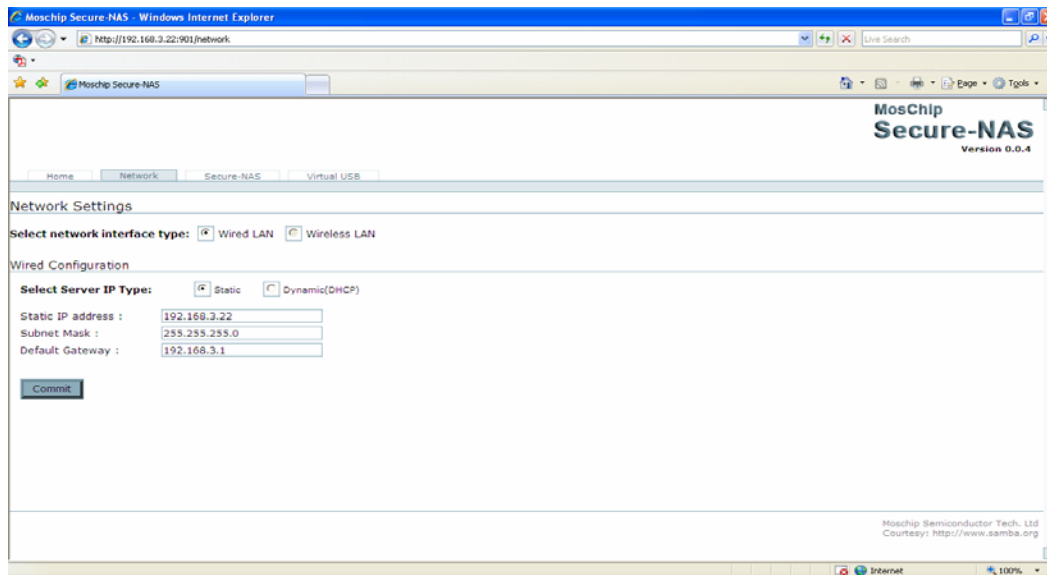 Moschip Secure-NAS - Windows Internet Explorer
http://192.168.3.22:901/network
Live Search
Moschip Secure-NAS
Page
Tools
MosChip
Secure-NAS
Version 0.0.4
Home Network Secure-NAS Virtual USB
Network Settings
Select network interface type: Wired LAN Wireless LAN
Wired Configuration
Select Server IP Type: Static Dynamic(DHCP)
Static IP address : 192.168.3.22
Subnet Mask : 255.255.255.0
Default Gateway : 192.168.3.1
Commit
Moschip Semiconductor Tech. Ltd
Courtesy: http://www.samba.org
Internet 100%